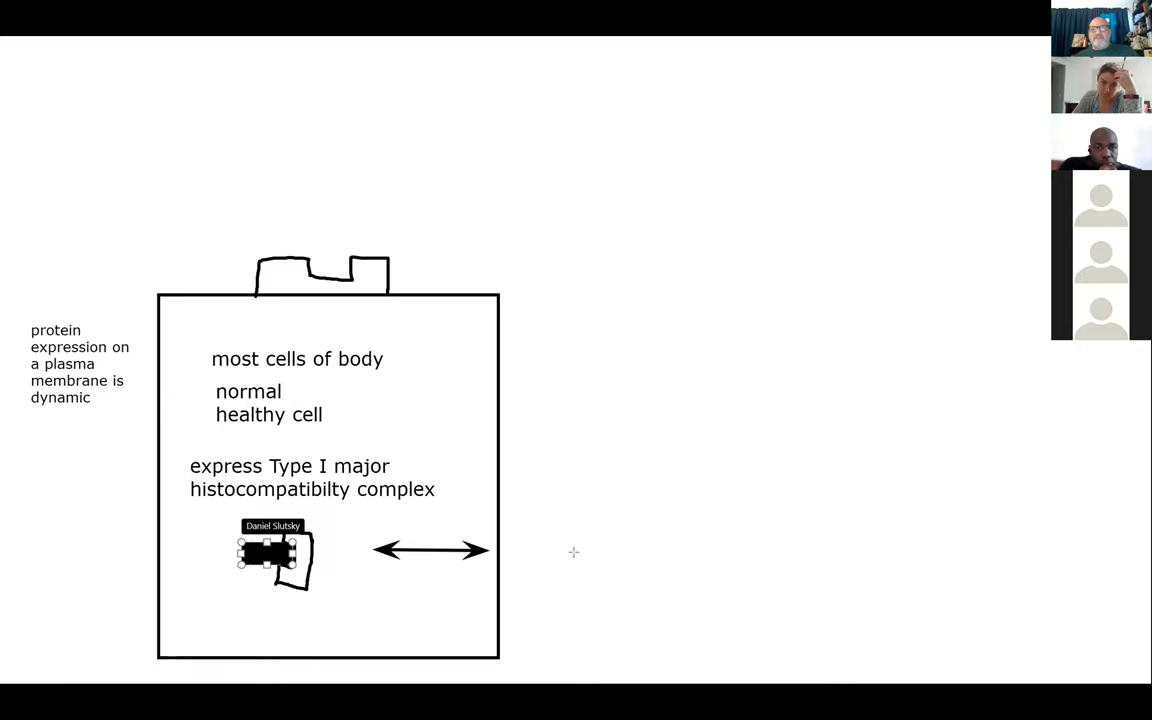 protein
expression on
a plasma
membrane is
dynamic
most cells of body
normal
healthy cell
express Type I major
histocompatibilty complex
Daniel Slutsky